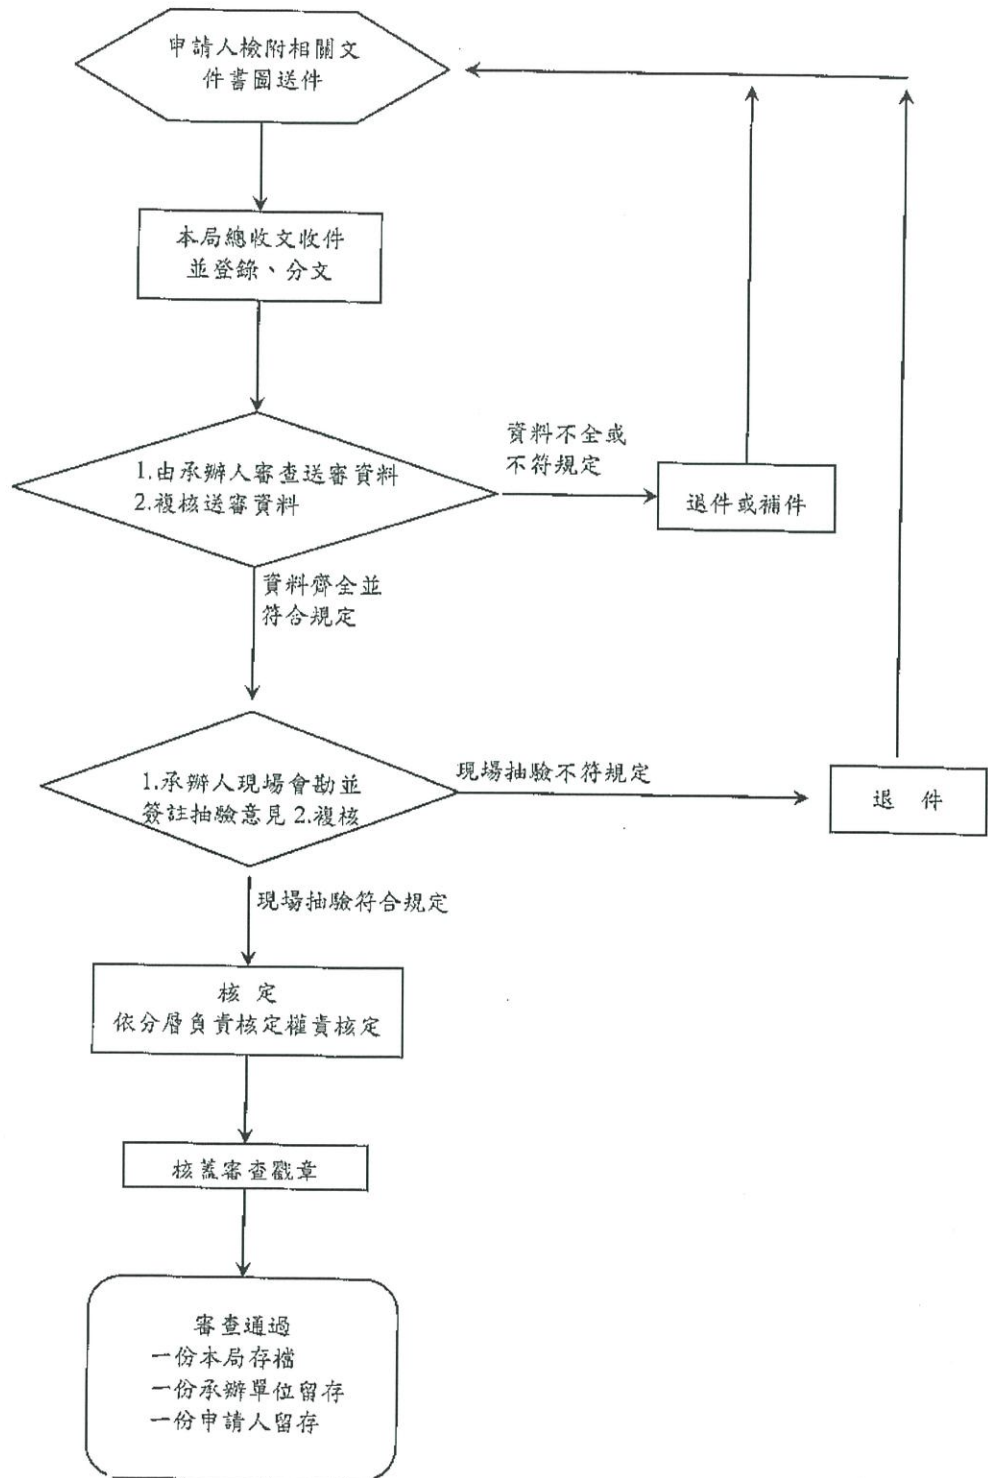 申請人檢附相關文
件書圖送件
本局總收文收件
並登錄、分文
1.由承辦人審查送審資料
2.複核送審資料
資料不全或
不符規定
退件或補件
資料齊全並
符合規定
1.承辦人現場會勘並
簽註抽驗意見 2.複核
現場抽驗不符規定
退 件
現場抽驗符合規定
核 定
依分層負責核定權責核定
核蓋審查戳章
審查通過
一份本局存檔
一份承辦單位留存
一份申請人留存